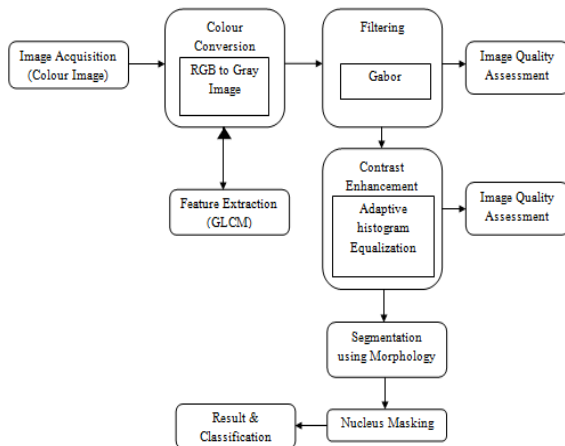 Colour
Conversion
Filtering
Image Acquisition
(Colour Image)
RGB to Gray
Image
Gabor
Image Quality
Assessment
Contrast
Enhancement
Feature Extraction
(GLCM)
Adaptive
histogram
Equalization
Image Quality
Assessment
Segmentation
using Morphology
Result &
Classification
Nucleus Masking